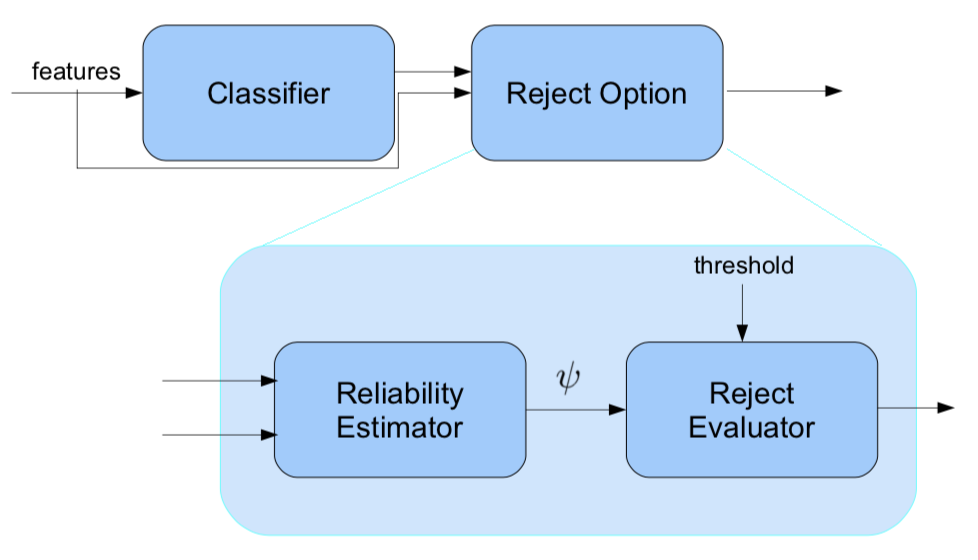 features
Classifier
Reject Option
threshold
Reliability
Estimator
ψ
Reject
Evaluator